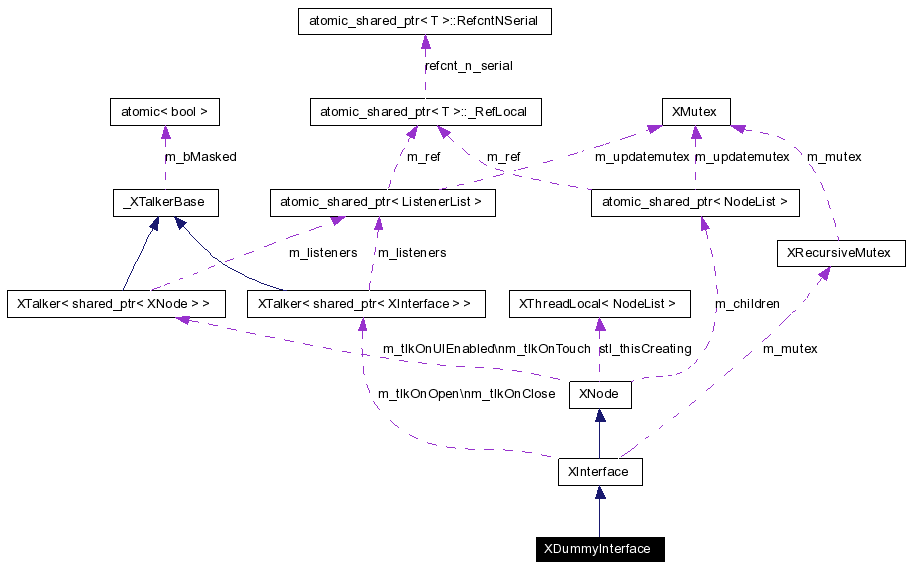 atomic_shared_ptr< T >::RefcntNSerial
refcnt_n_serial
atomic< bool >
atomic_shared_ptr< T >::_RefLocal
XMutex
m_bMasked
m_ref
m_ref
m_updatemutex
m_updatemutex
m_mutex
_XTalkerBase
atomic_shared_ptr< ListenerList >
atomic_shared_ptr< NodeList >
m_listeners
m_listeners
XRecursiveMutex
XTalker< shared_ptr< XNode > >
XTalker< shared_ptr< XInterface > >
XThreadLocal< NodeList >
m_children
m_tlkOnUIEnabled\nm_tlkOnTouch
stl_thisCreating
m_mutex
m_tlkOnOpen\nm_tlkOnClose
XNode
XInterface
XDummyInterface